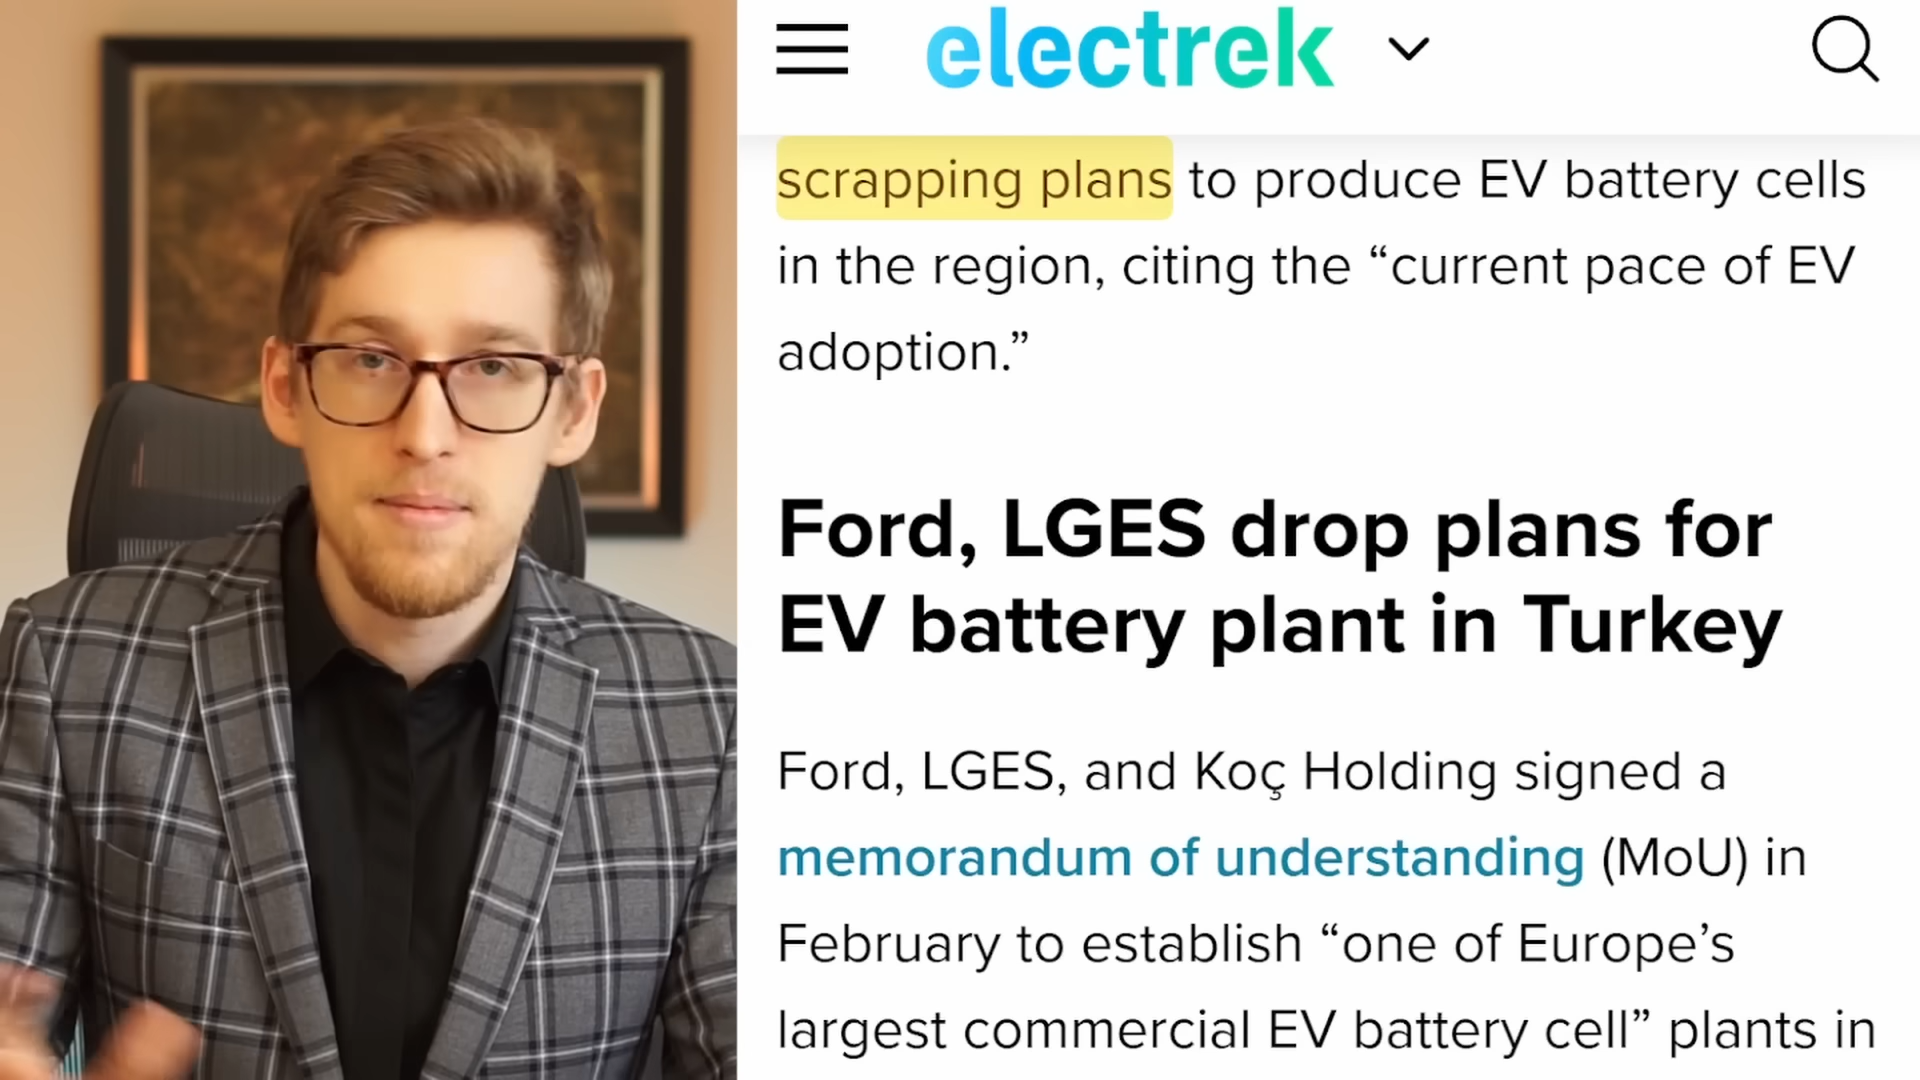 electrek
scrapping plans to produce EV battery cells
in the region, citing the “current pace of EV
adoption.”
Ford, LGES drop plans for
EV battery plant in Turkey
Ford, LGES, and Koç Holding signed a
memorandum of understanding (MoU) in
February to establish “one of Europe’s
largest commercial EV battery cell” plants in